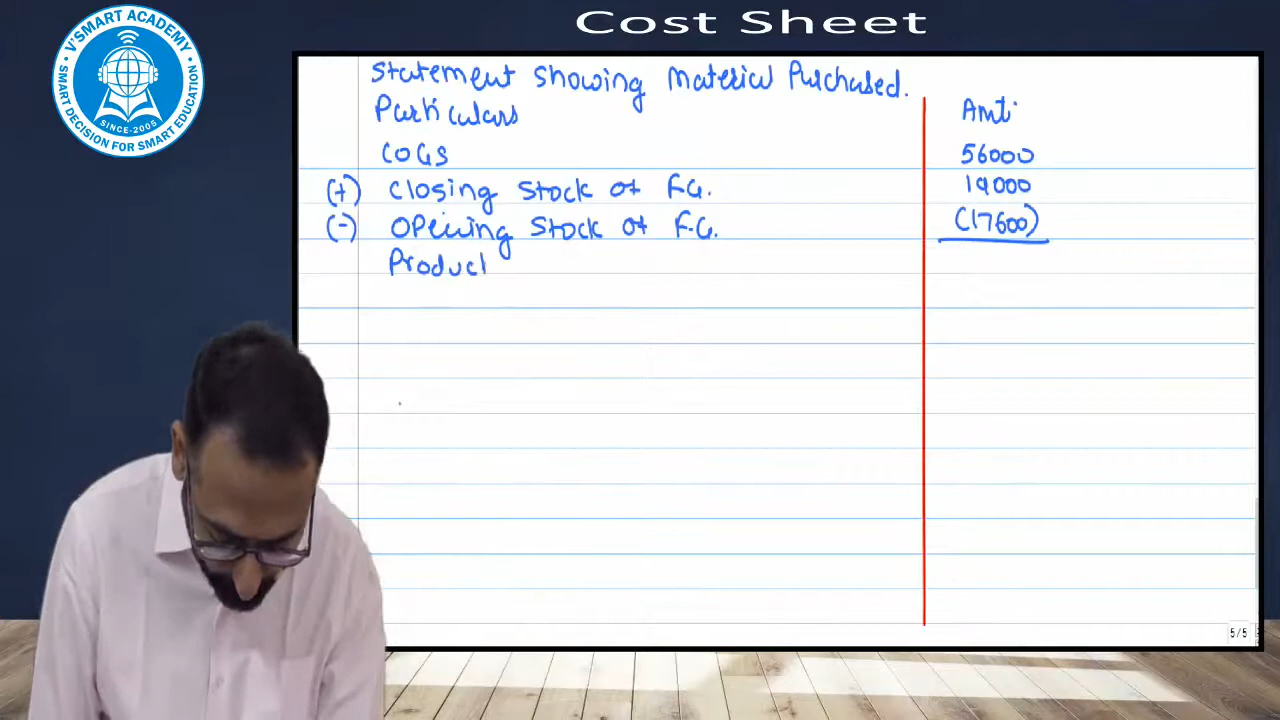 Cost Sheet
V'SMART ACADEMY
SMART DECISION FOR SMART EDUCATION
SINCE-2005
Statement showing Material Purchased.
Particulars Amt
COGS 56000
(+) Closing Stock of F.G. 19000
(-) Opening Stock of F.G. (17600)
Product
5/5